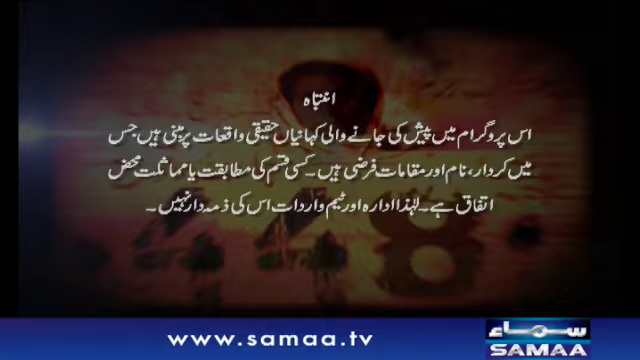 انتباہ
اس پروگرام میں پیش کی جانے والی کہانیاں حقیقی واقعات پر مبنی ہیں جس
میں کردار، نام اور مقامات فرضی ہیں۔ کسی قسم کی مطابقت یا مماثلت محض
اتفاق ہے۔ لہٰذا ادارہ اور ٹیم واردات اس کی ذمہ دار نہیں۔
www.samaa.tv
سماء
SAMAA